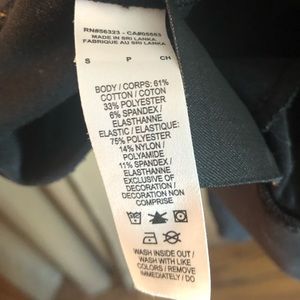 RN#56323 - CA#05553
MADE IN SRI LANKA
FABRIQUE AU SRI LANKA
S P CH
BODY / CORPS: 61%
COTTON / COTON
33% POLYESTER
6% SPANDEX /
ELASTHANNE
ELASTIC / ELASTIQUE:
75% POLYESTER
14% NYLON /
POLYAMIDE
11% SPANDEX /
ELASTHANNE
EXCLUSIVE OF
DECORATION /
DECORATION NON
COMPRISE
WASH INSIDE OUT /
WASH WITH LIKE
COLORS / REMOVE
IMMEDIATELY /